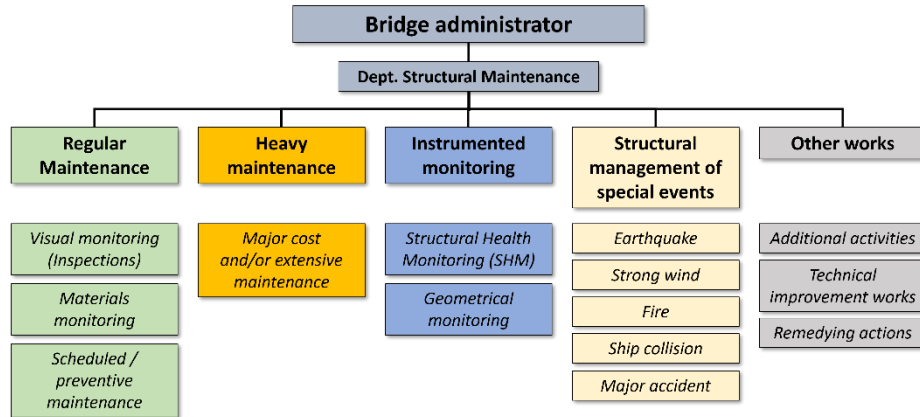 Bridge administrator
Dept. Structural Maintenance
Regular
Maintenance
Heavy
maintenance
Instrumented
monitoring
Structural
management of
special events
Other works
Visual monitoring
(Inspections)
Materials
monitoring
Scheduled /
preventive
maintenance
Major cost
and/or extensive
maintenance
Structural Health
Monitoring (SHM)
Geometrical
monitoring
Earthquake
Strong wind
Fire
Ship collision
Major accident
Additional activities
Technical
improvement works
Remedying actions